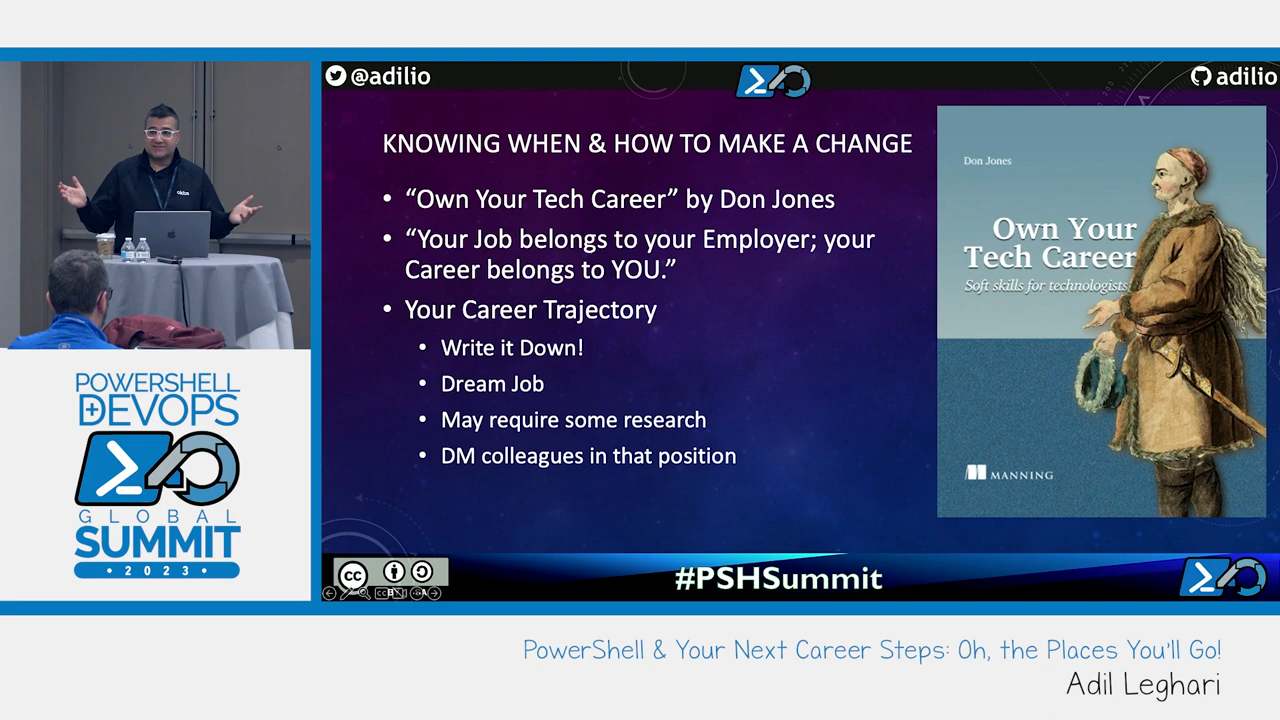 @adilio
adilio
KNOWING WHEN & HOW TO MAKE A CHANGE
• “Own Your Tech Career” by Don Jones
• “Your Job belongs to your Employer; your
Career belongs to YOU.”
• Your Career Trajectory
• Write it Down!
• Dream Job
• May require some research
• DM colleagues in that position
Don Jones
Own Your
Tech Career
Soft skills for technologists
MANNING
okta
POWERSHELL
+DEVOPS
GLOBAL
SUMMIT
• 2023 •
cc
#PSHSummit
PowerShell & Your Next Career Steps: Oh, the Places You'll Go!
Adil Leghari